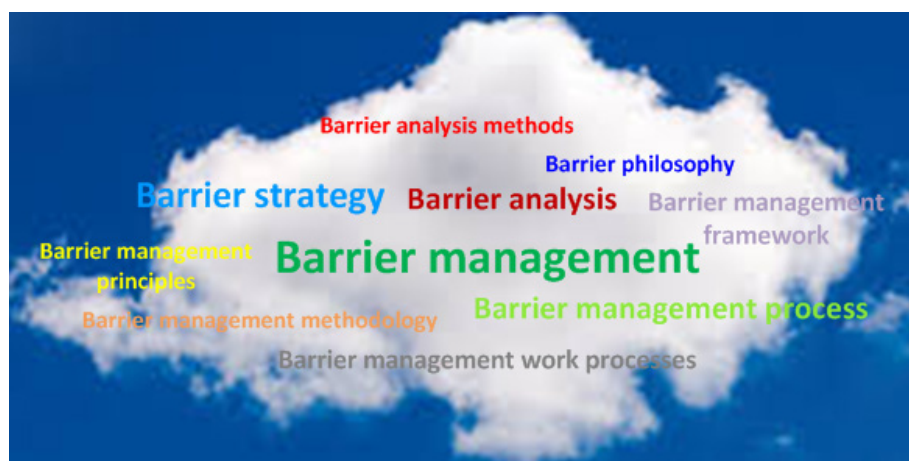 Barrier analysis methods
Barrier philosophy
Barrier strategy
Barrier analysis
Barrier management
framework
Barrier management
principles
Barrier management
Barrier management process
Barrier management methodology
Barrier management work processes